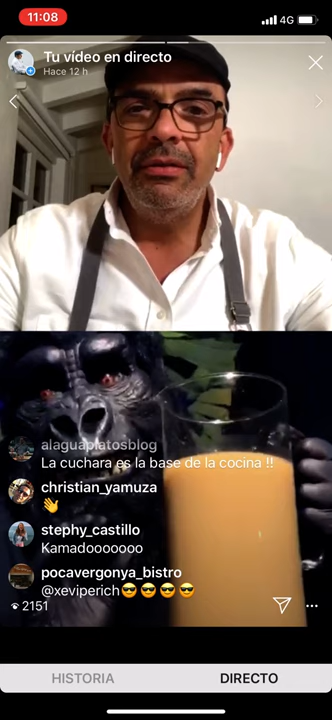 11:08
4G
Tu vídeo en directo
Hace 12 h
alaguaplatosblog
La cuchara es la base de la cocina !!
christian_yamuza
👋
stephy_castillo
Kamadooooooo
pocavergonya_bistro
@xeviperich😎😎😎😎
2151
HISTORIA
DIRECTO